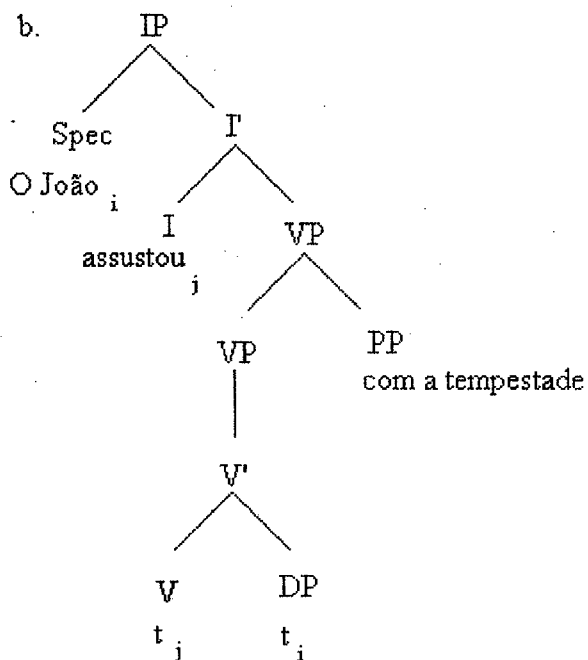 b. IP
Spec I'
O João i
I VP
assustou j
VP PP
com a tempestade
V'
V DP
t j t i